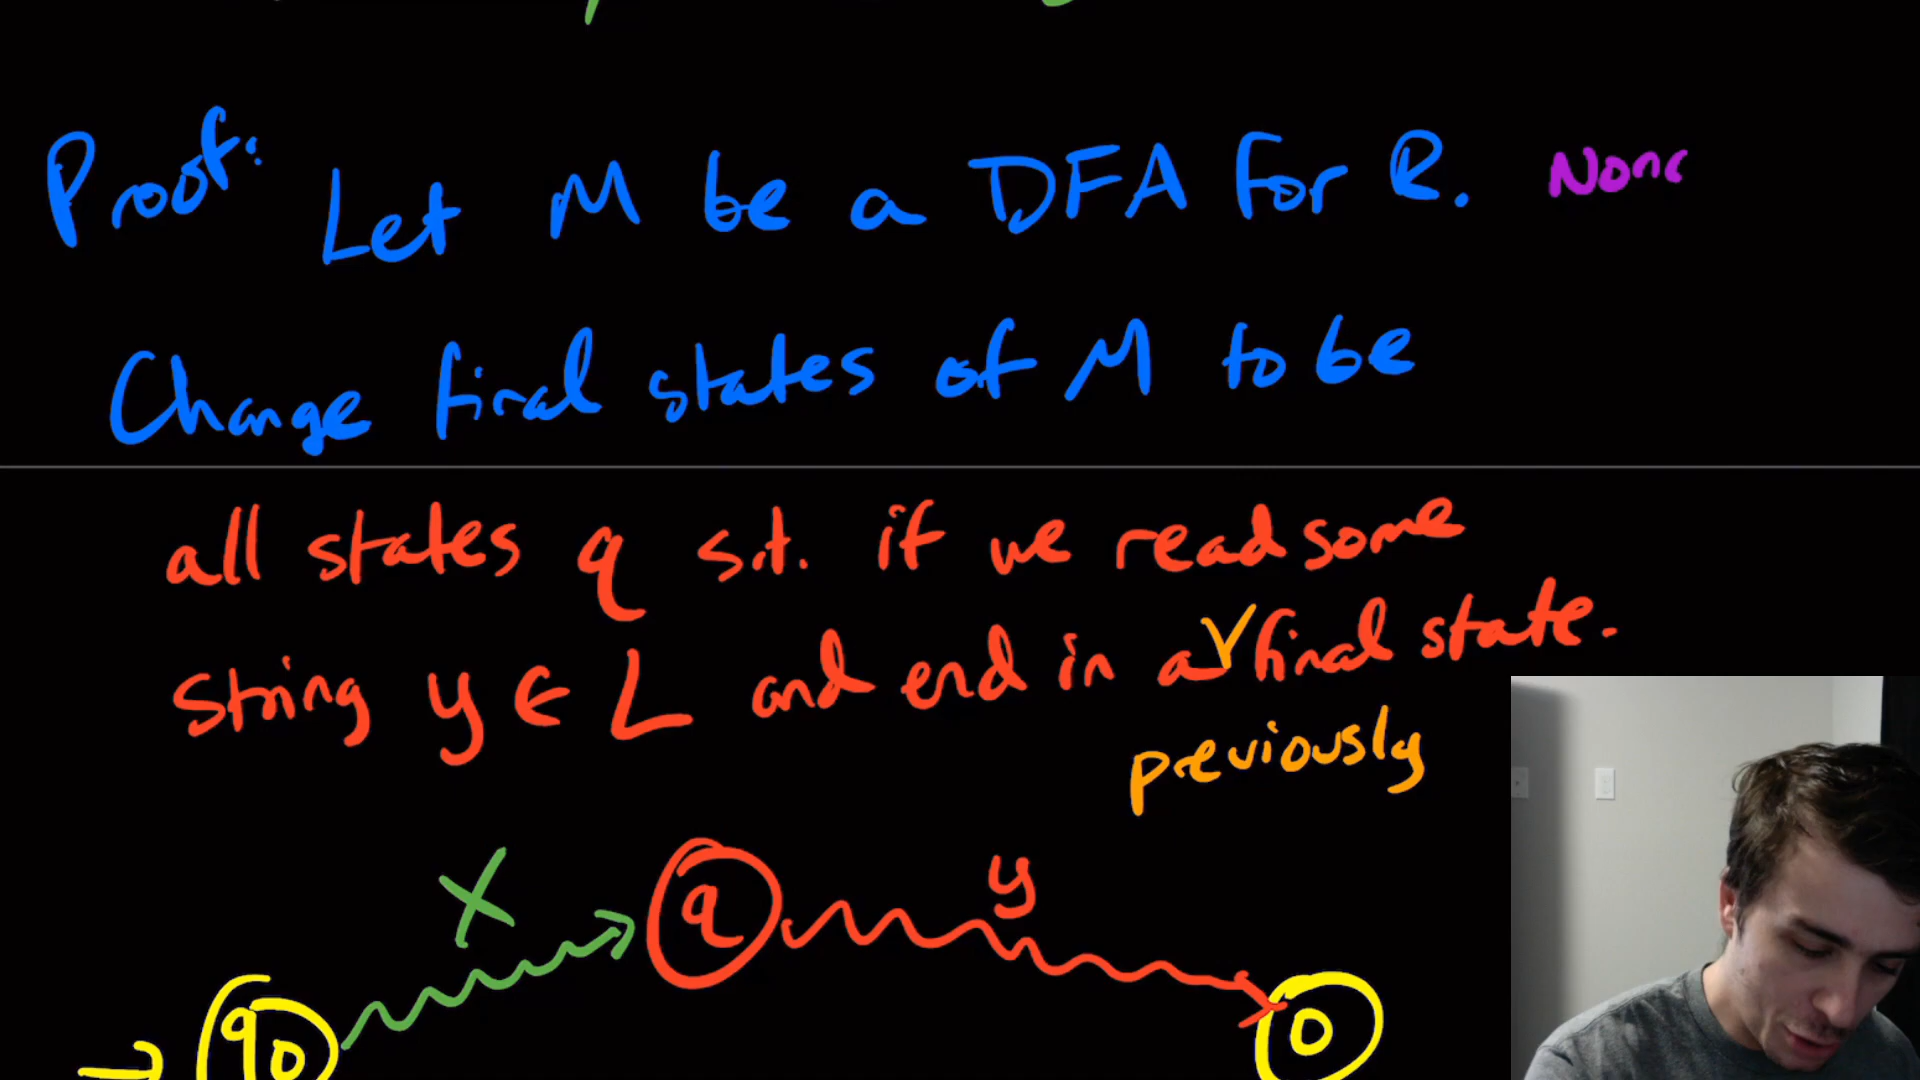 Proof: Let M be a DFA for R. Nonc
Change final states of M to be
all states q s.t. if we read some
string y ∈ L and end in a final state.
previously
x
q
y
q0